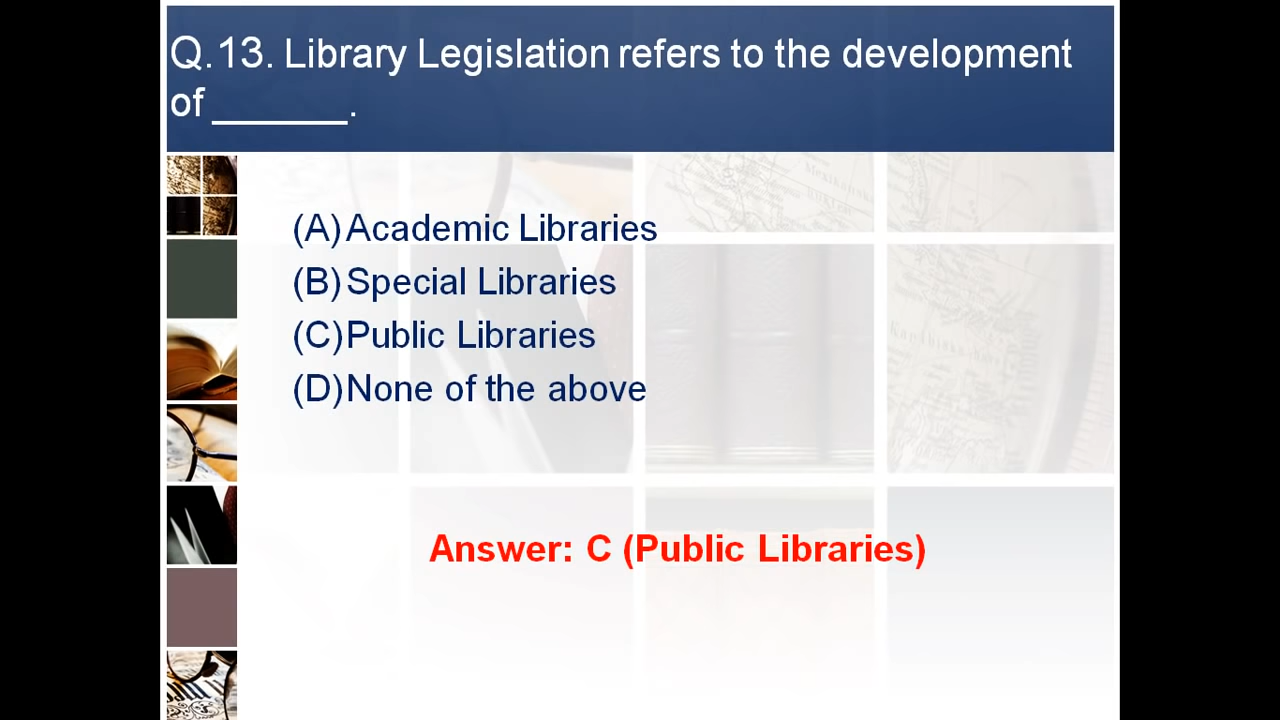 Q.13. Library Legislation refers to the development
of ______.
(A) Academic Libraries
(B) Special Libraries
(C) Public Libraries
(D) None of the above
Answer: C (Public Libraries)